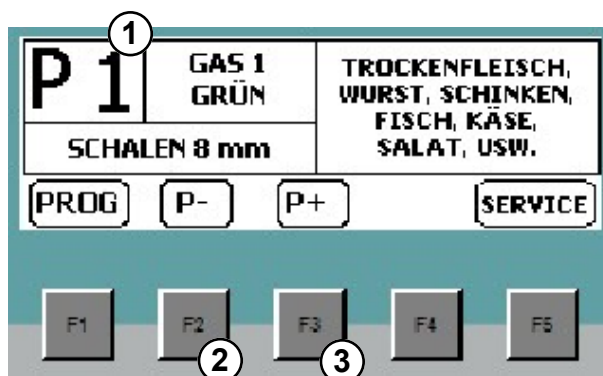 1
P 1
GAS 1
GRÜN
SCHALEN 8 mm
TROCKENFLEISCH,
WURST, SCHINKEN,
FISCH, KÄSE,
SALAT, USW.
PROG P- P+ SERVICE
F1 F2 F3 F4 F5
2 3